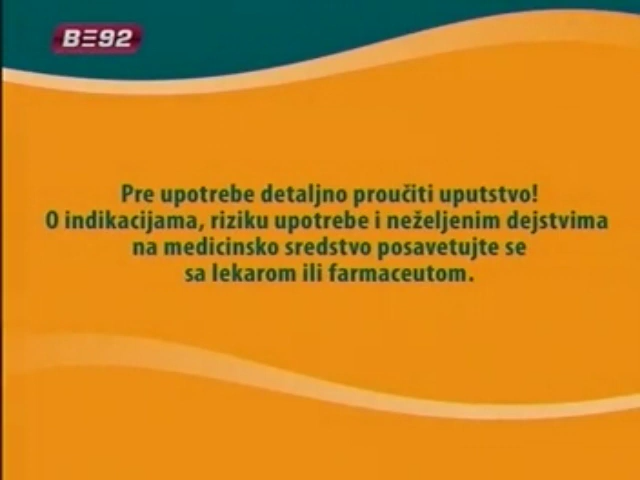 B92
Pre upotrebe detaljno proučiti uputstvo!
O indikacijama, riziku upotrebe i neželjenim dejstvima
na medicinsko sredstvo posavetujte se
sa lekarom ili farmaceutom.